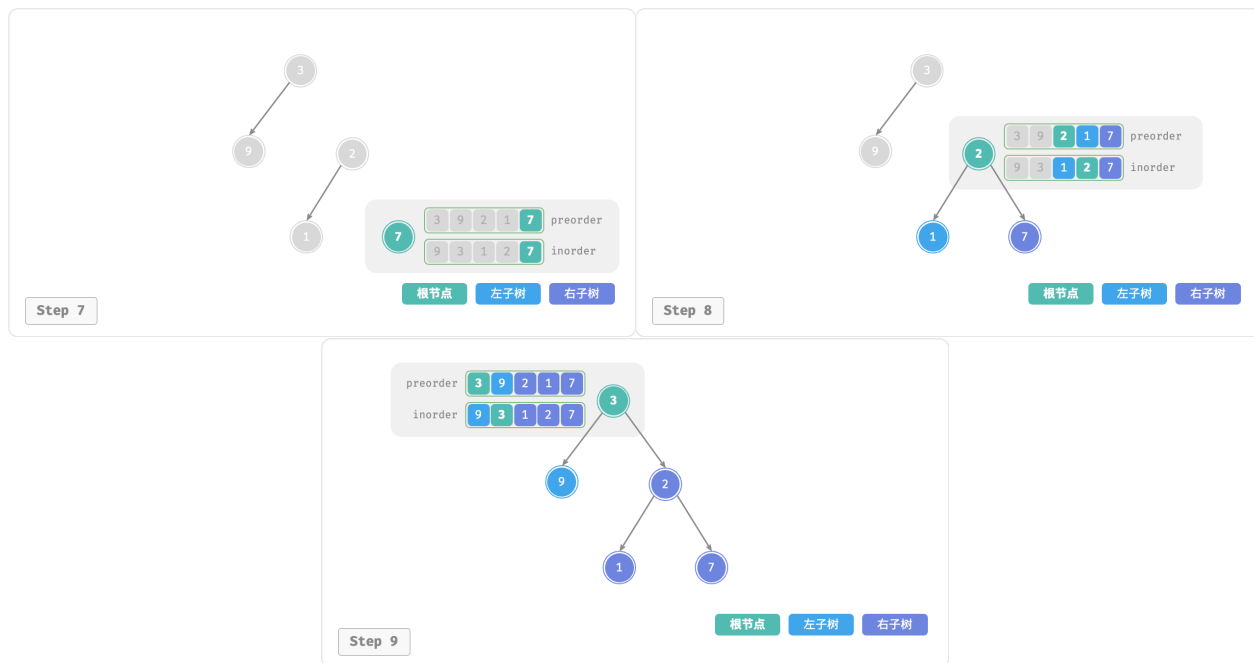 3
9
2
1
3 9 2 1 7 preorder
7
9 3 1 2 7 inorder
根节点 左子树 右子树
Step 7
3
9
3 9 2 1 7 preorder
2
9 3 1 2 7 inorder
1 7
根节点 左子树 右子树
Step 8
preorder 3 9 2 1 7
3
inorder 9 3 1 2 7
9 2
1 7
根节点 左子树 右子树
Step 9